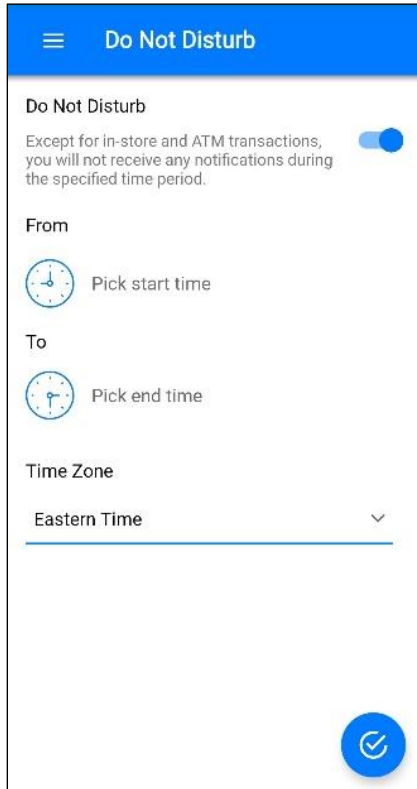 Do Not Disturb
Do Not Disturb
Except for in-store and ATM transactions,
you will not receive any notifications during
the specified time period.
From
Pick start time
To
Pick end time
Time Zone
Eastern Time